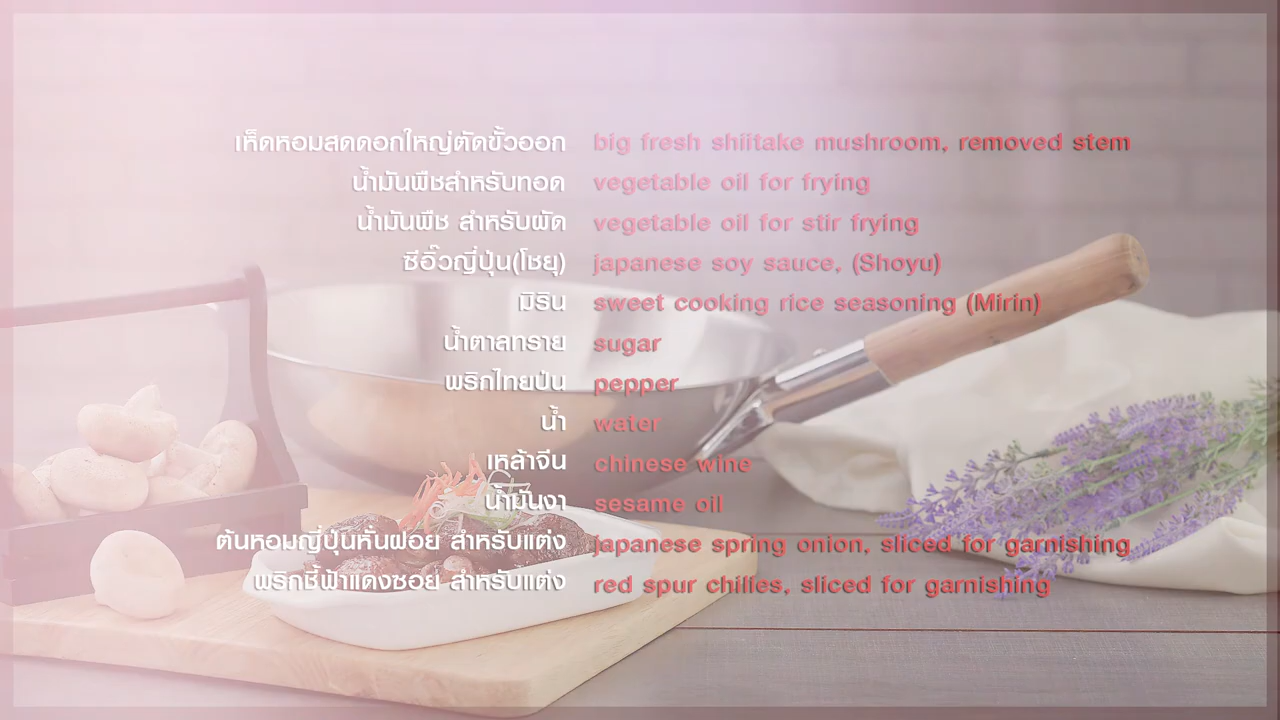 เห็ดหอมสดดอกใหญ่ตัดขั้วออก big fresh shiitake mushroom, removed stem
น้ำมันพืชสำหรับทอด vegetable oil for frying
น้ำมันพืช สำหรับผัด vegetable oil for stir frying
ซีอิ๊วญี่ปุ่น(โชยุ) japanese soy sauce, (Shoyu)
มิริน sweet cooking rice seasoning (Mirin)
น้ำตาลทราย sugar
พริกไทยป่น pepper
น้ำ water
เหล้าจีน chinese wine
น้ำมันงา sesame oil
ต้นหอมญี่ปุ่นหั่นฝอย สำหรับแต่ง japanese spring onion, sliced for garnishing
พริกชี้ฟ้าแดงซอย สำหรับแต่ง red spur chilles, sliced for garnishing